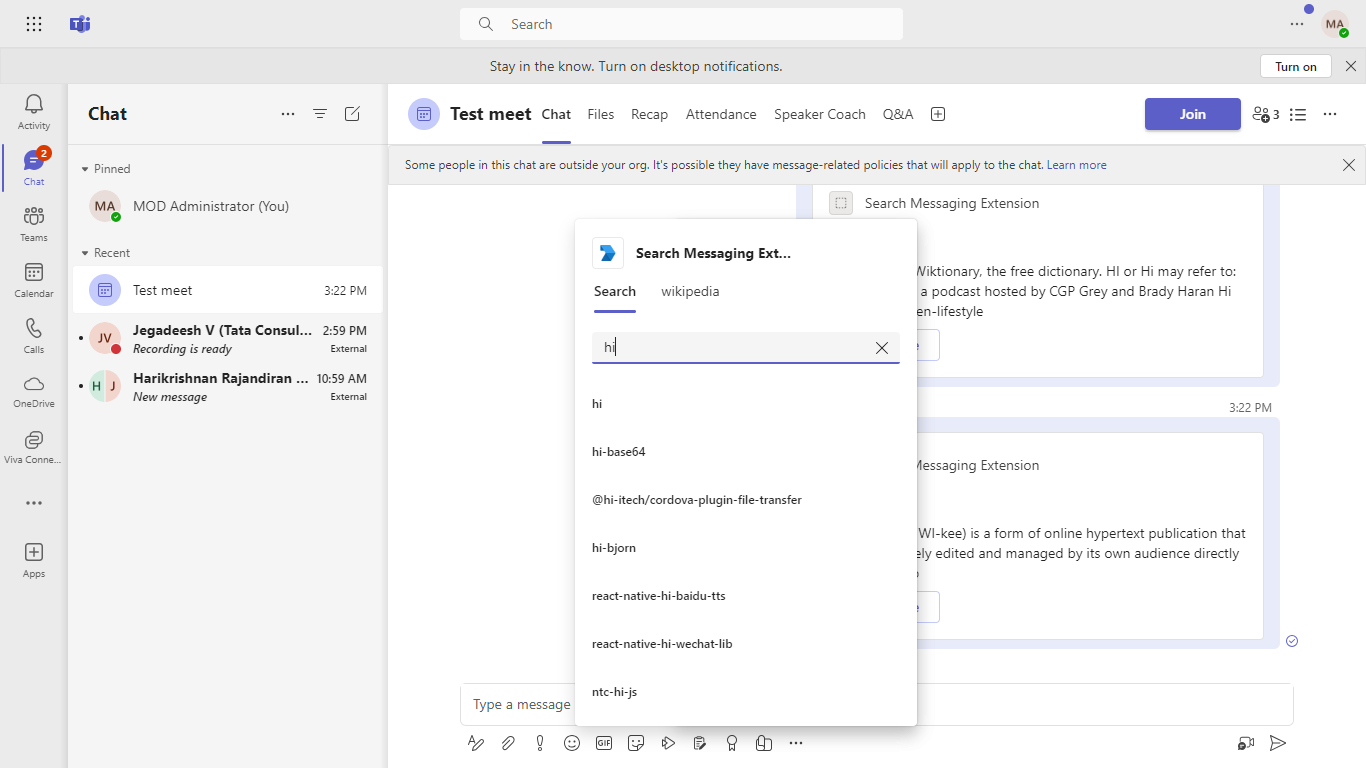 Search
MA
Stay in the know. Turn on desktop notifications.
Turn on
Activity
2
Chat
Teams
Calendar
Calls
OneDrive
Viva Conne...
Apps
Chat
Pinned
MA
MOD Administrator (You)
Recent
Test meet
3:22 PM
JV
Jegadeesh V (Tata Consul...
2:59 PM
Recording is ready
External
H J
Harikrishnan Rajandiran ...
10:59 AM
New message
External
Test meet
Chat
Files
Recap
Attendance
Speaker Coach
Q&A
Join
3
Some people in this chat are outside your org. It's possible they have message-related policies that will apply to the chat. Learn more
Search Messaging Extension
Wiktionary, the free dictionary. HI or Hi may refer to:
a podcast hosted by CGP Grey and Brady Haran Hi
en-lifestyle
3:22 PM
Messaging Extension
WI-kee) is a form of online hypertext publication that
ely edited and managed by its own audience directly
Search Messaging Ext...
Search
wikipedia
hi
hi
hi-base64
@hi-itech/cordova-plugin-file-transfer
hi-bjorn
react-native-hi-baidu-tts
react-native-hi-wechat-lib
ntc-hi-js
Type a message
GIF